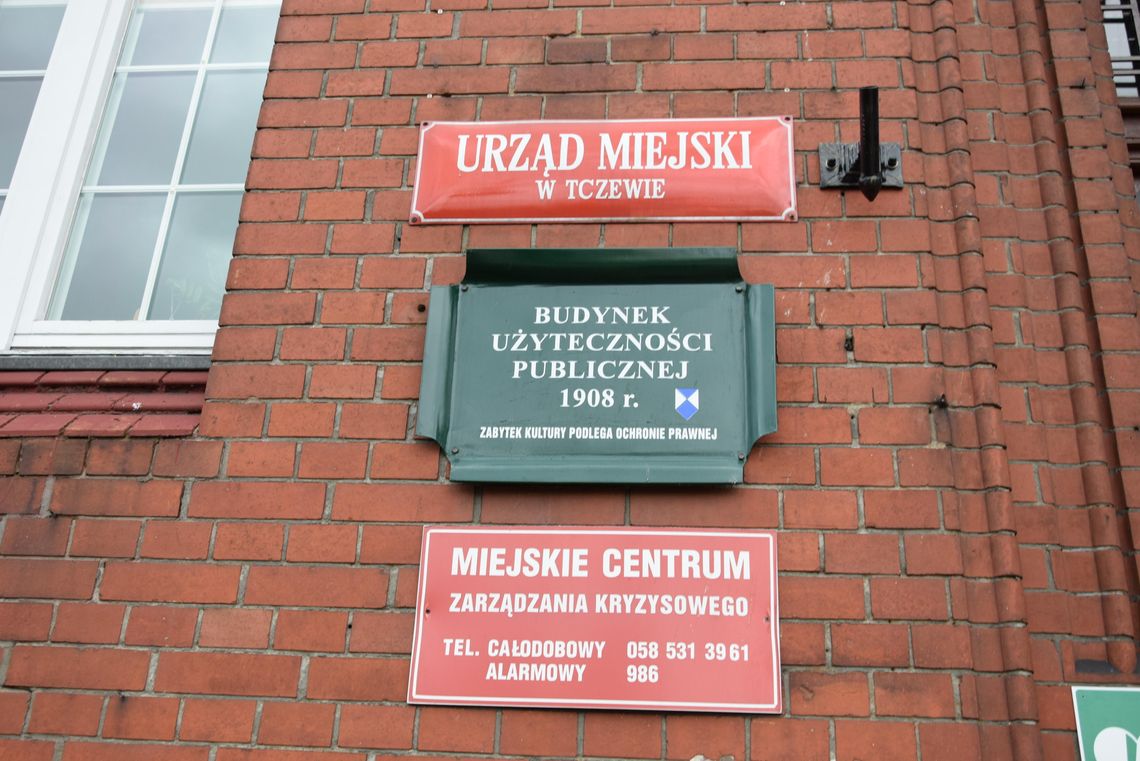 URZĄD MIEJSKI
W TCZEWIE
BUDYNEK
UŻYTECZNOŚCI
PUBLICZNEJ
1908 r.
ZABYTEK KULTURY PODLEGA OCHRONIE PRAWNEJ
MIEJSKIE CENTRUM
ZARZĄDZANIA KRYZYSOWEGO
TEL. CAŁODOBOWY 058 531 39 61
ALARMOWY 986